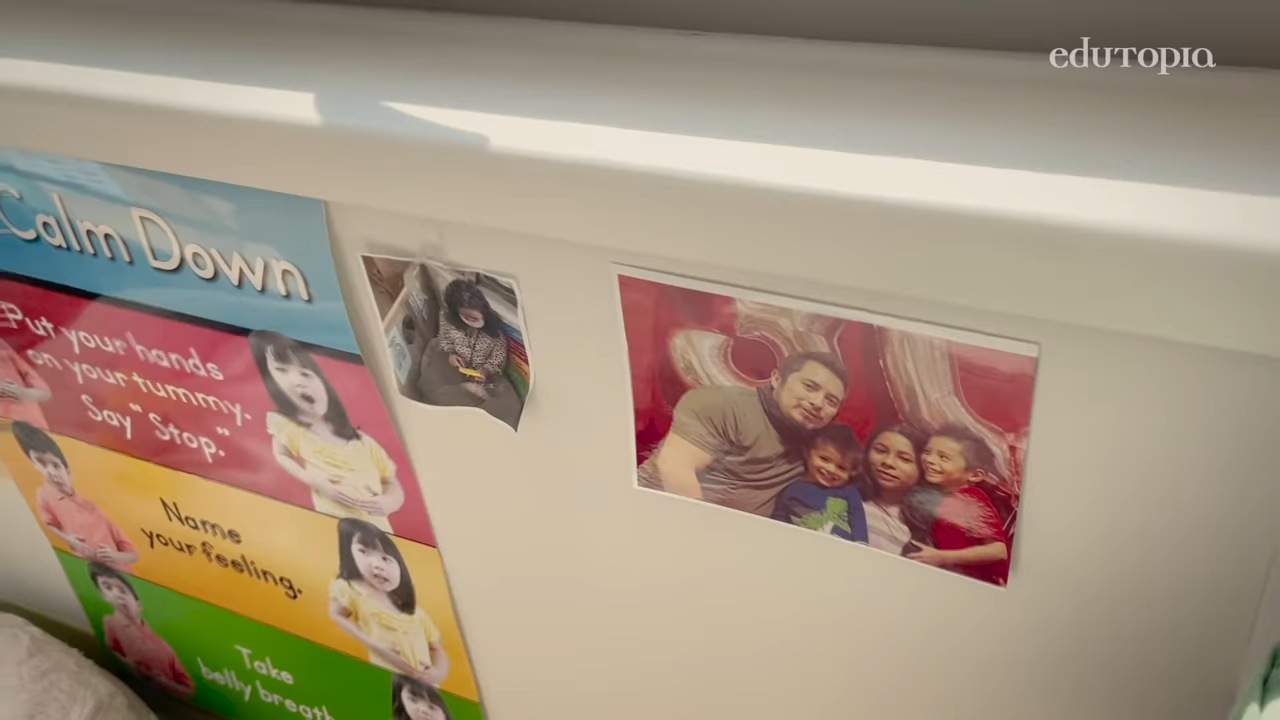 edutopia
Calm Down
Put your hands
on your tummy.
Say "Stop."
Name
your feeling.
Take
belly breath